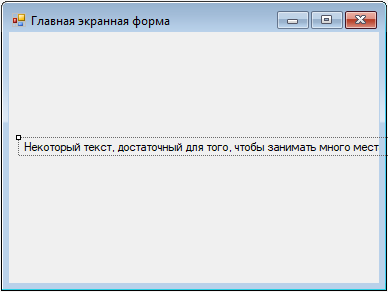 Главная экранная форма
Некоторый текст, достаточный для того, чтобы занимать много мест